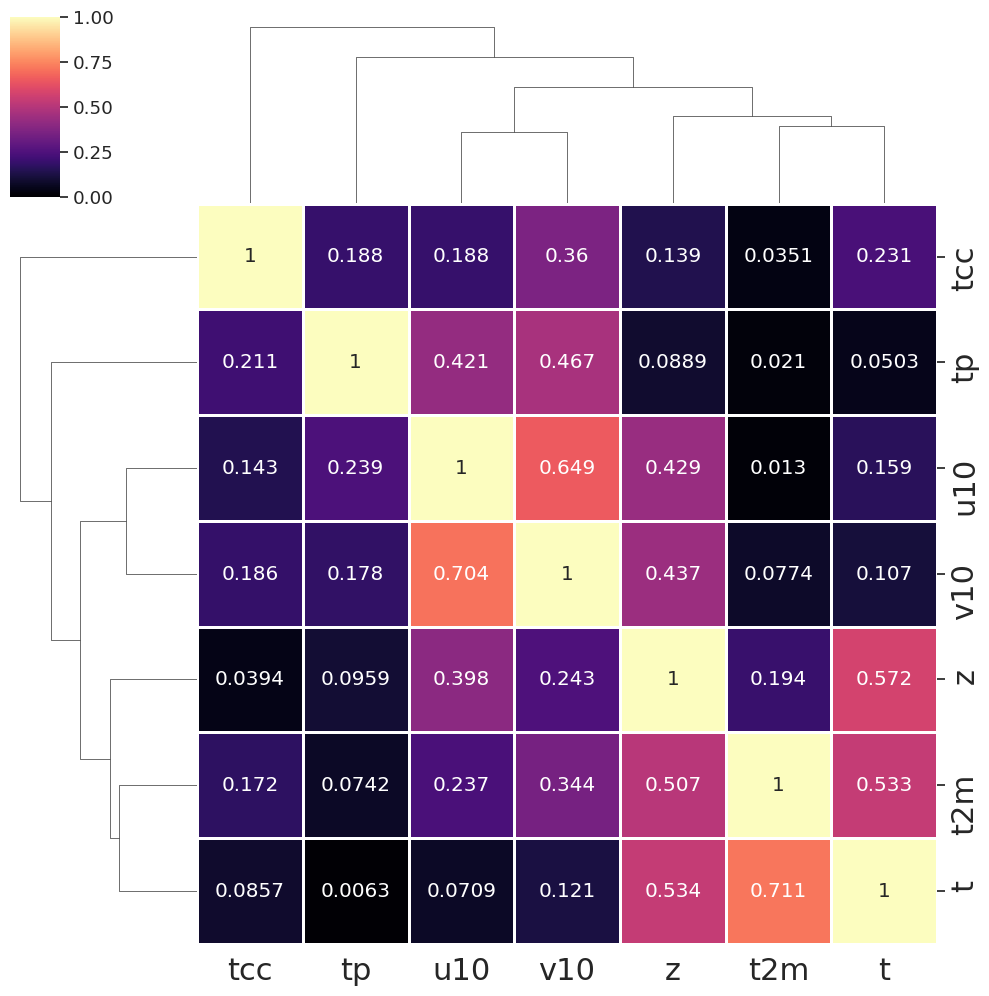 1.00
0.75
0.50
0.25
0.00
1 0.188 0.188 0.36 0.139 0.0351 0.231 tcc
0.211 1 0.421 0.467 0.0889 0.021 0.0503 tp
0.143 0.239 1 0.649 0.429 0.013 0.159 u10
0.186 0.178 0.704 1 0.437 0.0774 0.107 v10
0.0394 0.0959 0.398 0.243 1 0.194 0.572 z
0.172 0.0742 0.237 0.344 0.507 1 0.533 t2m
0.0857 0.0063 0.0709 0.121 0.534 0.711 1 t
tcc tp u10 v10 z t2m t